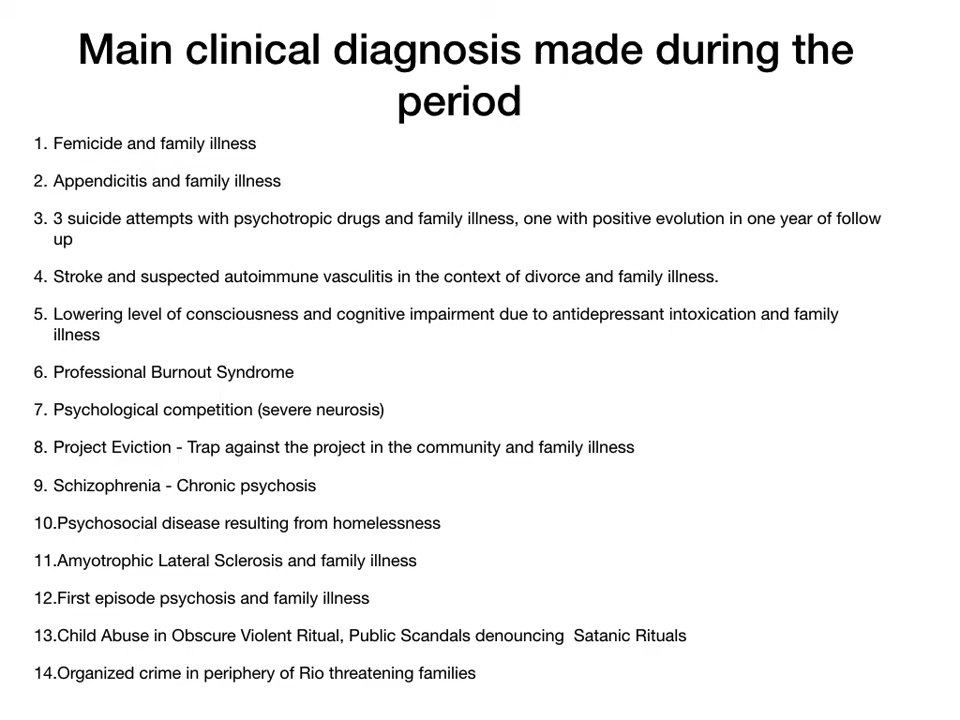 Main clinical diagnosis made during the
period
1. Femicide and family illness
2. Appendicitis and family illness
3. 3 suicide attempts with psychotropic drugs and family illness, one with positive evolution in one year of follow
up
4. Stroke and suspected autoimmune vasculitis in the context of divorce and family illness.
5. Lowering level of consciousness and cognitive impairment due to antidepressant intoxication and family
illness
6. Professional Burnout Syndrome
7. Psychological competition (severe neurosis)
8. Project Eviction - Trap against the project in the community and family illness
9. Schizophrenia - Chronic psychosis
10.Psychosocial disease resulting from homelessness
11.Amyotrophic Lateral Sclerosis and family illness
12.First episode psychosis and family illness
13.Child Abuse in Obscure Violent Ritual, Public Scandals denouncing  Satanic Rituals
14.Organized crime in periphery of Rio threatening families